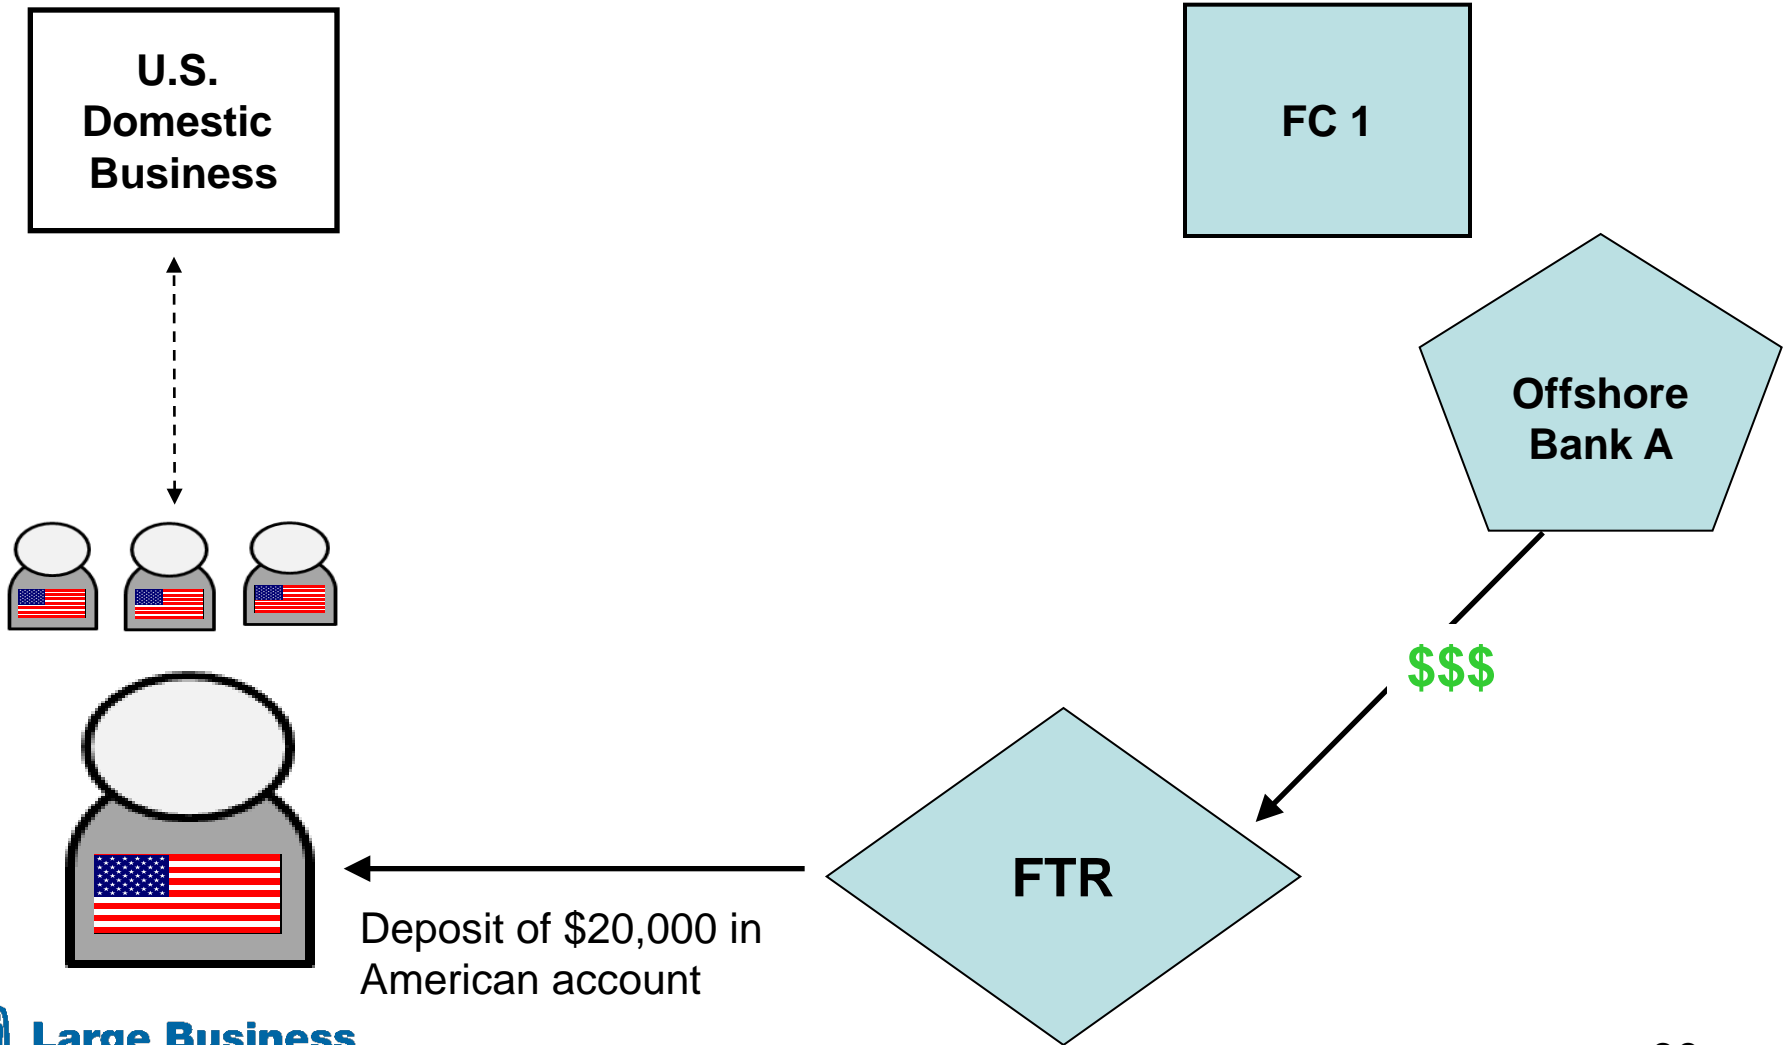 U.S.
Domestic
Business
FC 1
Offshore
Bank A
$$$
FTR
Deposit of $20,000 in
American account
Large Business